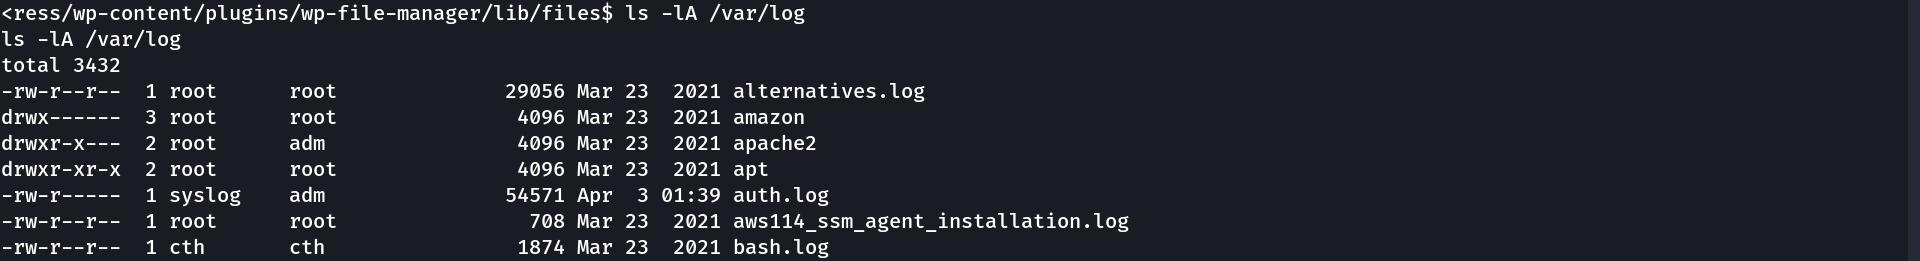 <ress/wp-content/plugins/wp-file-manager/lib/files$ ls -lA /var/log
ls -lA /var/log
total 3432
-rw-r--r--  1 root      root              29056 Mar 23  2021 alternatives.log
drwx------  3 root      root               4096 Mar 23  2021 amazon
drwxr-x---  2 root      adm                4096 Mar 23  2021 apache2
drwxr-xr-x  2 root      root               4096 Mar 23  2021 apt
-rw-r-----  1 syslog    adm               54571 Apr  3 01:39 auth.log
-rw-r--r--  1 root      root                708 Mar 23  2021 aws114_ssm_agent_installation.log
-rw-r--r--  1 cth       cth                1874 Mar 23  2021 bash.log